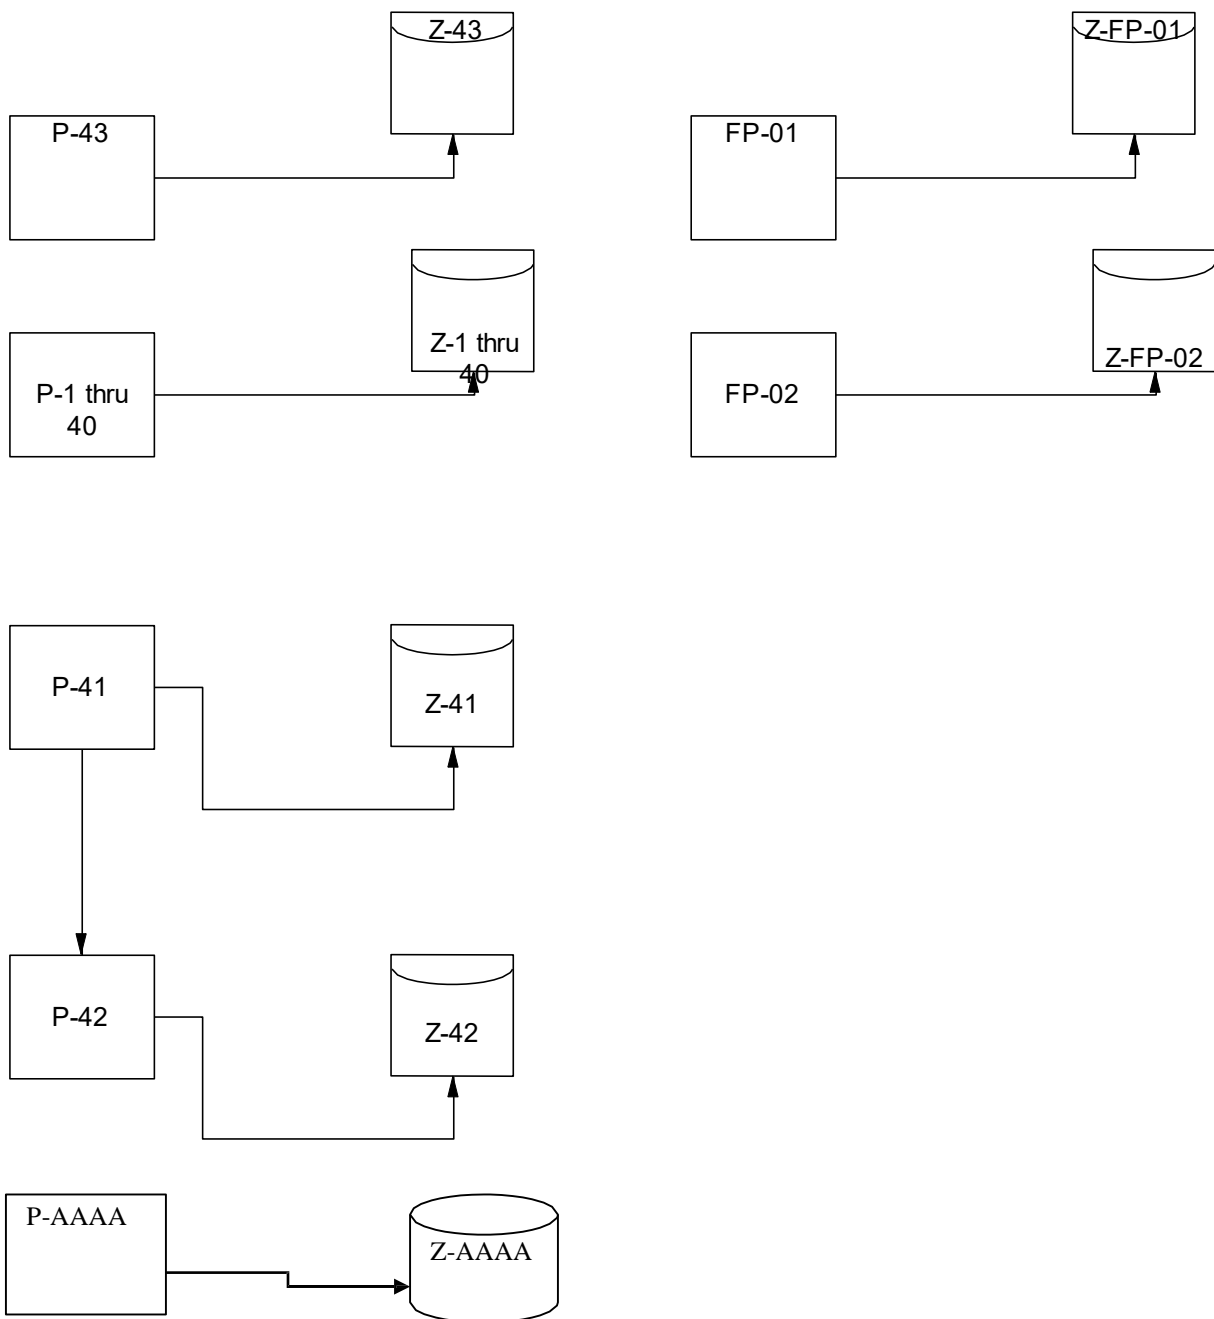 Z-43
Z-FP-01
P-43
FP-01
Z-1 thru
40
Z-FP-02
P-1 thru
40
FP-02
P-41
Z-41
P-42
Z-42
P-AAAA
Z-AAAA